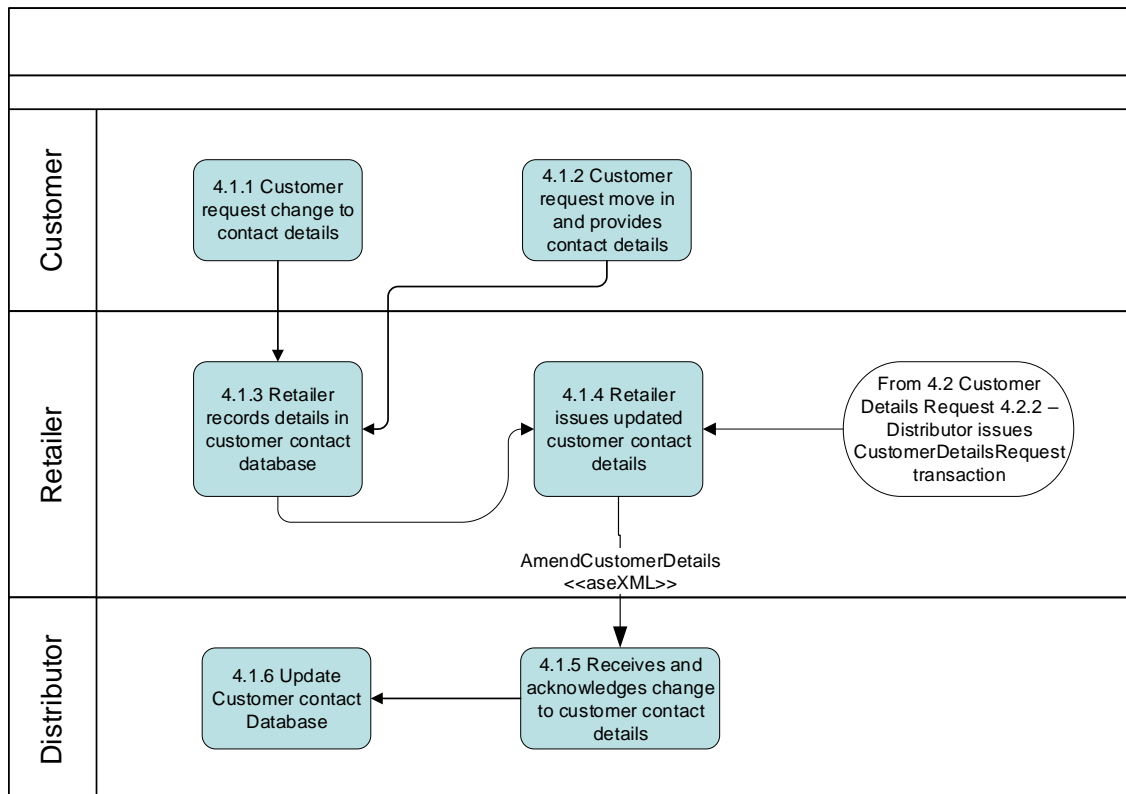 Customer
4.1.1 Customer
request change to
contact details
4.1.2 Customer
request move in
and provides
contact details
Retailer
4.1.3 Retailer
records details in
customer contact
database
4.1.4 Retailer
issues updated
customer contact
details
From 4.2 Customer
Details Request 4.2.2 –
Distributor issues
CustomerDetailsRequest
transaction
AmendCustomerDetails
<<aseXML>>
Distributor
4.1.6 Update
Customer contact
Database
4.1.5 Receives and
acknowledges change
to customer contact
details